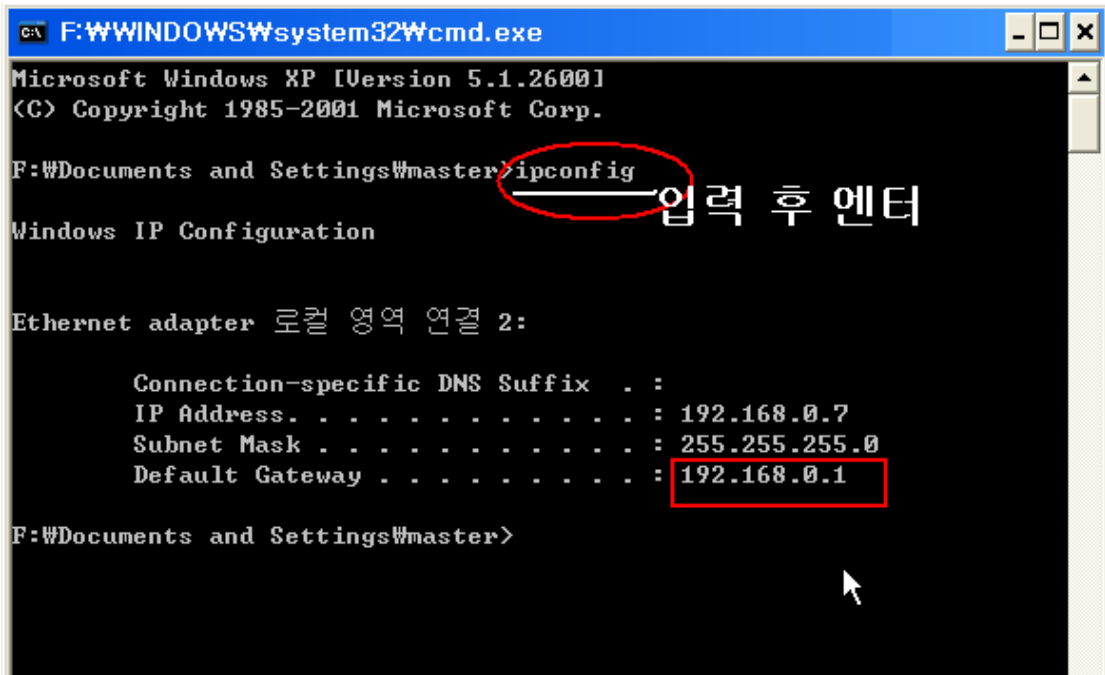 F:₩WINDOWS₩system32₩cmd.exe
Microsoft Windows XP [Version 5.1.2600]
(C) Copyright 1985-2001 Microsoft Corp.
F:₩Documents and Settings₩master>ipconfig
입력 후 엔터
Windows IP Configuration
Ethernet adapter 로컬 영역 연결 2:
Connection-specific DNS Suffix . :
IP Address. . . . . . . . . . . . : 192.168.0.7
Subnet Mask . . . . . . . . . . . : 255.255.255.0
Default Gateway . . . . . . . . . : 192.168.0.1
F:₩Documents and Settings₩master>